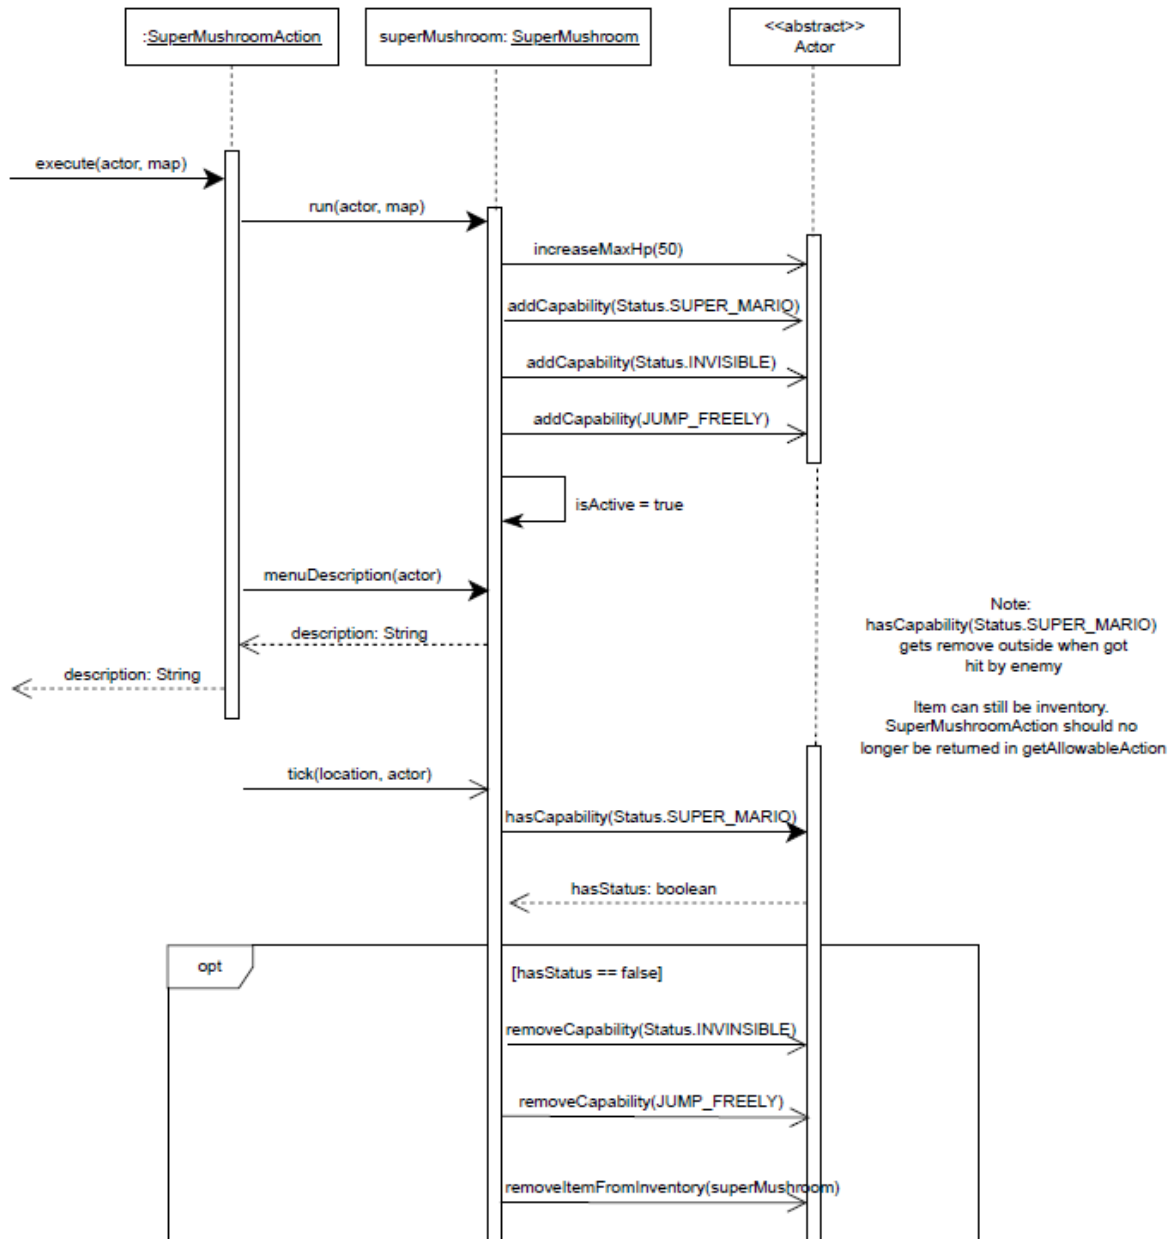 :SuperMushroomAction
superMushroom: SuperMushroom
<<abstract>>
Actor
execute(actor, map)
run(actor, map)
increaseMaxHp(50)
addCapability(Status.SUPER_MARIO)
addCapability(Status.INVISIBLE)
addCapability(JUMP_FREELY)
isActive = true
menuDescription(actor)
description: String
description: String
Note:
hasCapability(Status.SUPER_MARIO)
gets remove outside when got
hit by enemy
Item can still be inventory.
SuperMushroomAction should no
longer be returned in getAllowableAction
tick(location, actor)
hasCapability(Status.SUPER_MARIO)
hasStatus: boolean
opt
[hasStatus == false]
removeCapability(Status.INVINSIBLE)
removeCapability(JUMP_FREELY)
removeItemFromInventory(superMushroom)